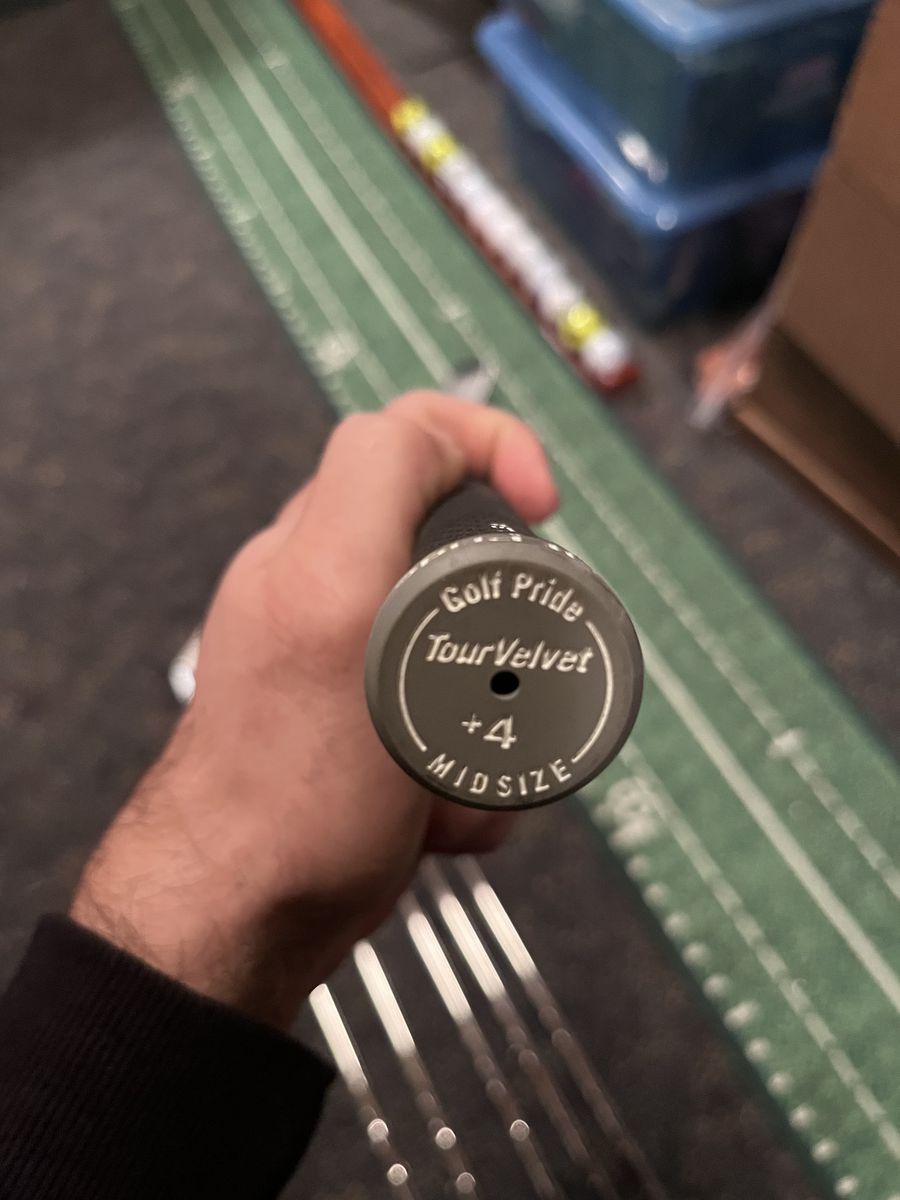 Golf Pride
TourVelvet
+4
MIDSIZE